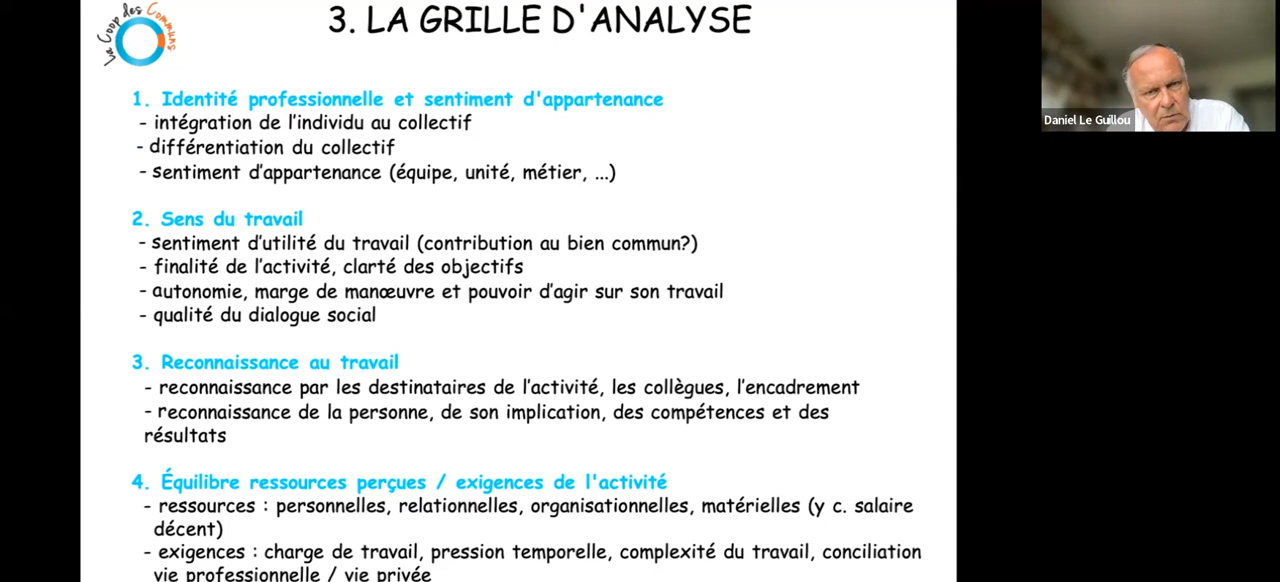 La Coop des Communs
3. LA GRILLE D'ANALYSE
Daniel Le Guillou
1. Identité professionnelle et sentiment d'appartenance
- intégration de l'individu au collectif
- différentiation du collectif
- sentiment d'appartenance (équipe, unité, métier, ...)
2. Sens du travail
- sentiment d'utilité du travail (contribution au bien commun?)
- finalité de l'activité, clarté des objectifs
- autonomie, marge de manœuvre et pouvoir d'agir sur son travail
- qualité du dialogue social
3. Reconnaissance au travail
- reconnaissance par les destinataires de l'activité, les collègues, l'encadrement
- reconnaissance de la personne, de son implication, des compétences et des
résultats
4. Équilibre ressources perçues / exigences de l'activité
- ressources : personnelles, relationnelles, organisationnelles, matérielles (y c. salaire
décent)
- exigences : charge de travail, pression temporelle, complexité du travail, conciliation
vie professionnelle / vie privée